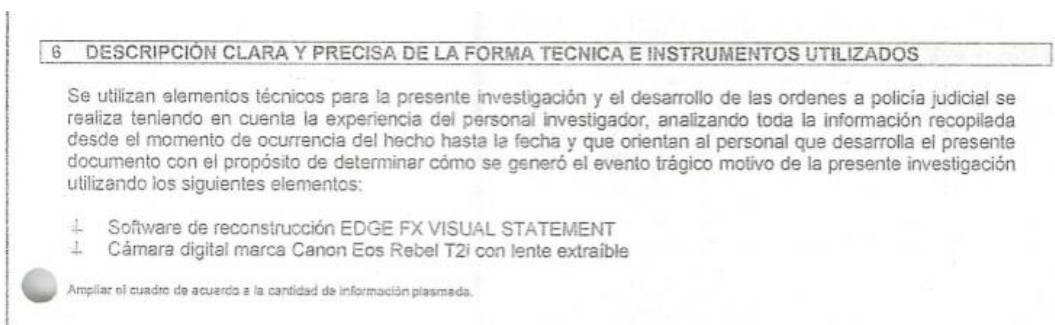 6 DESCRIPCIÓN CLARA Y PRECISA DE LA FORMA TECNICA E INSTRUMENTOS UTILIZADOS
Se utilizan elementos técnicos para la presente investigación y el desarrollo de las ordenes a policía judicial se
realiza teniendo en cuenta la experiencia del personal investigador, analizando toda la información recopilada
desde el momento de ocurrencia del hecho hasta la fecha y que orientan al personal que desarrolla el presente
documento con el propósito de determinar cómo se generó el evento trágico motivo de la presente investigación
utilizando los siguientes elementos:
Software de reconstrucción EDGE FX VISUAL STATEMENT
Cámara digital marca Canon Eos Rebel T2i con lente extraíble
Ampliar el cuadro de acuerdo a la cantidad de información plasmada.